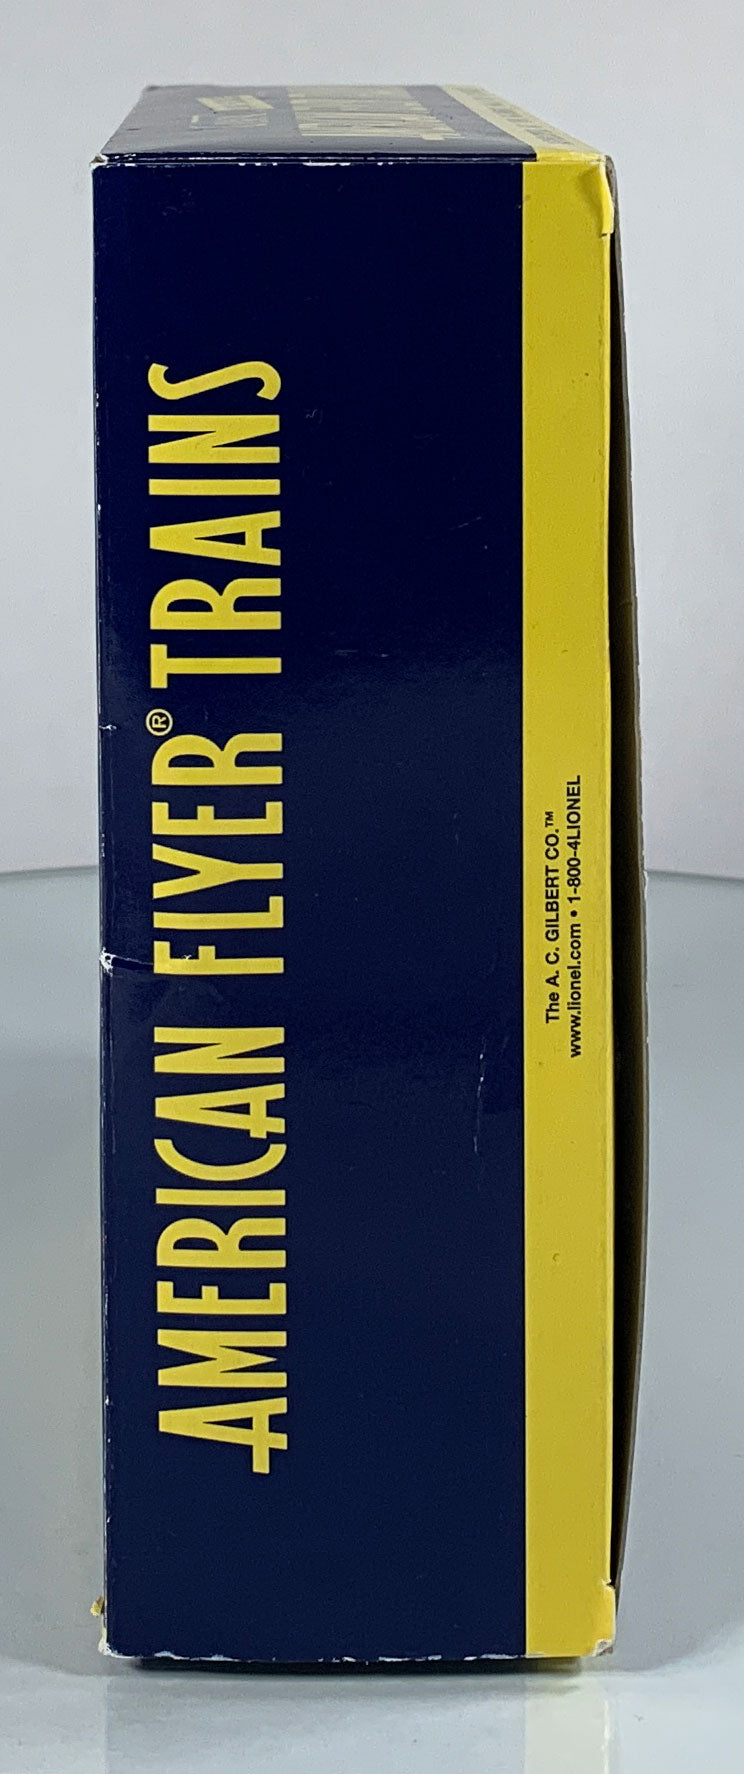 AMERICAN FLYER® TRAINS
The A. C. GILBERT CO.™
www.lionel.com • 1-800-4LIONEL